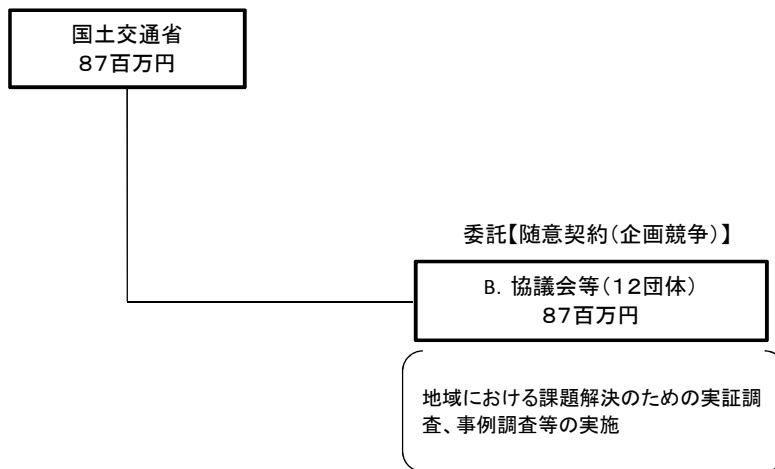 国土交通省
８７百万円
委託【随意契約（企画競争）】
B. 協議会等（１２団体）
８７百万円
地域における課題解決のための実証調
査、事例調査等の実施